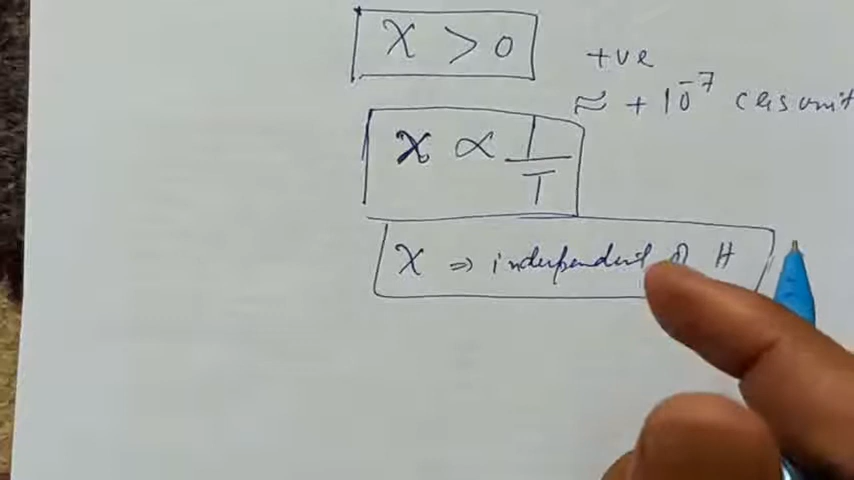 χ > 0
+ve
≈ +10⁻⁷ cgs unit
χ ∝ 1/T
χ ⇒ independent of H